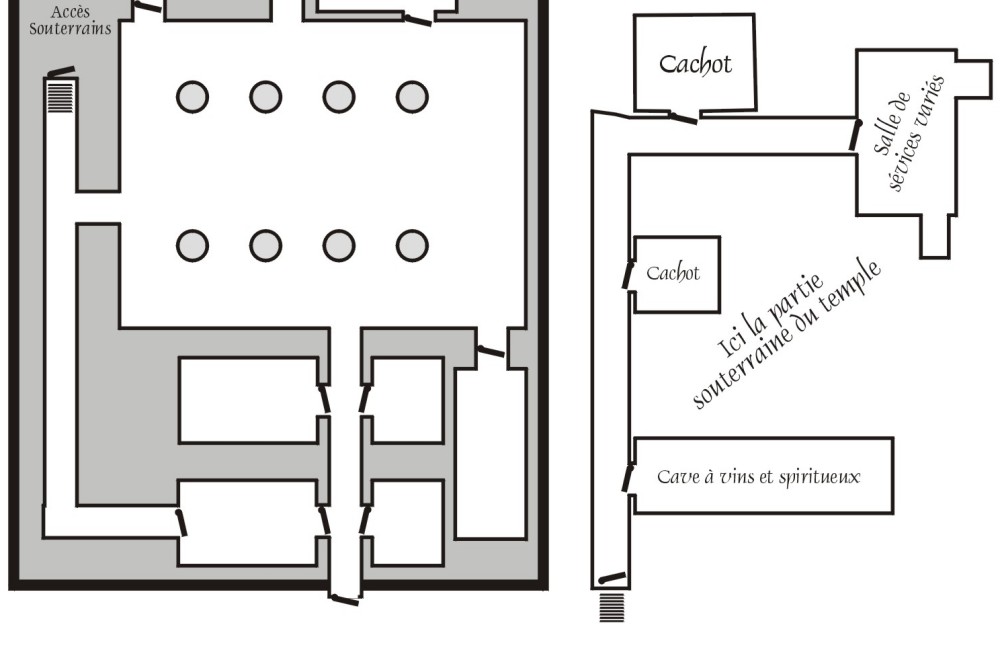 Accès
Souterrains
Cachot
Salle de
sévices variés
Cachot
Ici la partie
souterraine du temple
Cave à vins et spiritueux